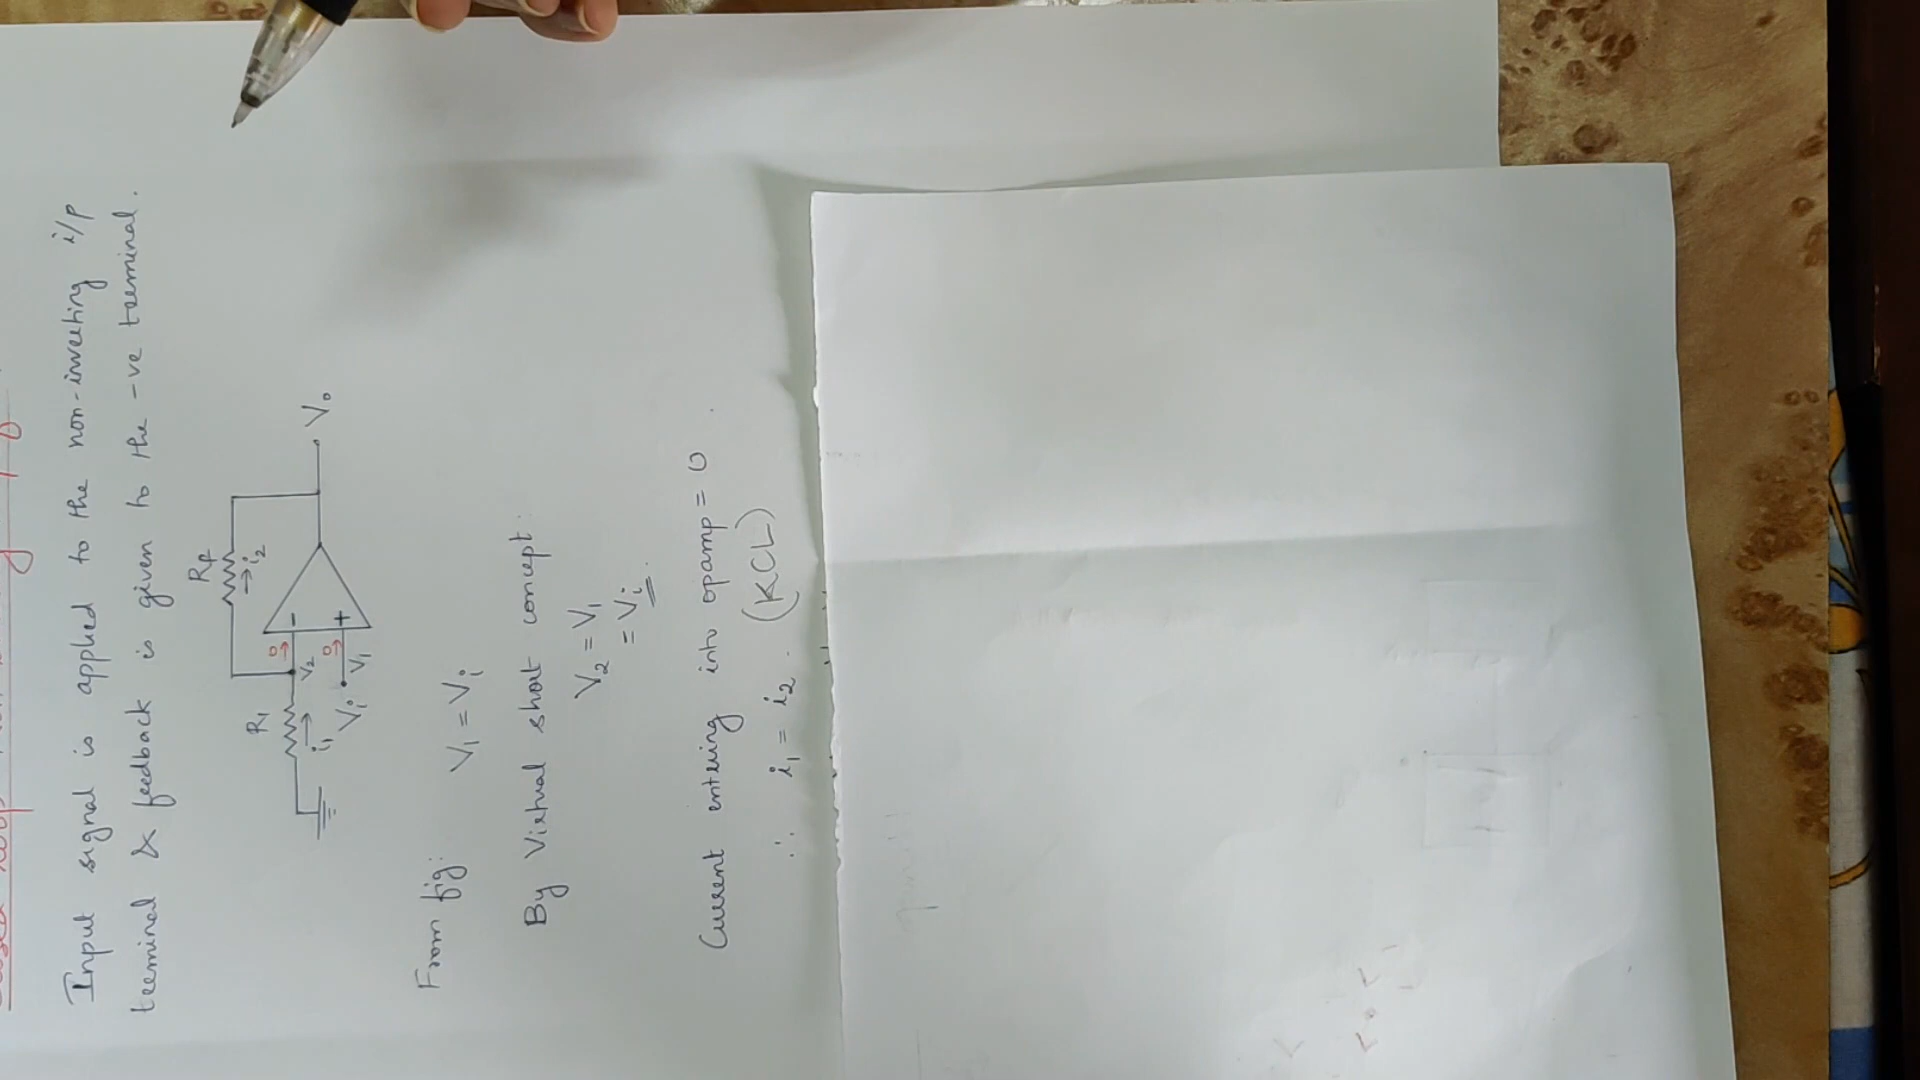 Input signal is applied to the non-inverting i/p
terminal & feedback is given to the -ve terminal.
Rf
i2
R1
i1
0
V2
-
0
+
V1
Vi
Vo
From fig: V1 = Vi
By Virtual short concept:
V2 = V1
= Vi.
Current entering into opamp = 0.
∴ i1 = i2. (KCL)